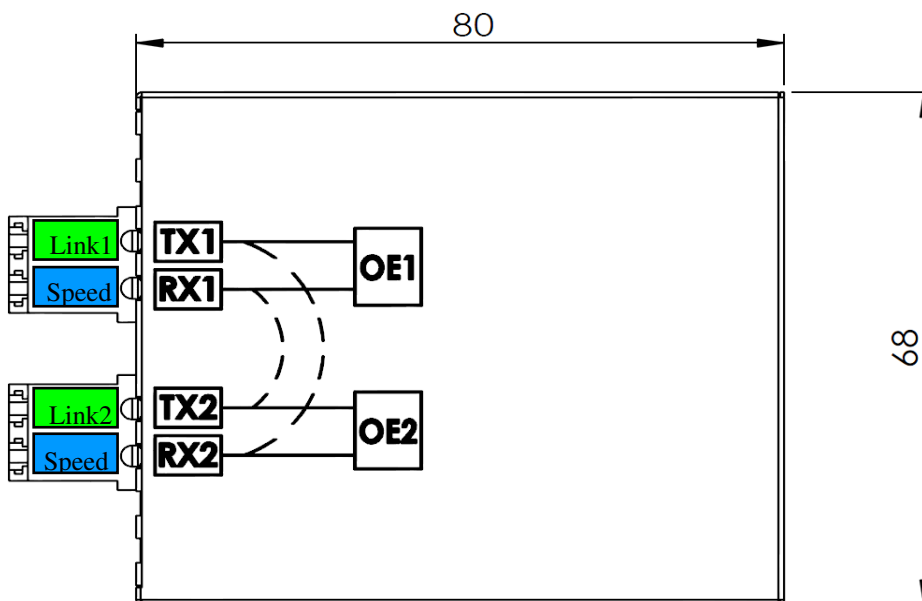 80
Link1
TX1
OE1
Speed
RX1
68
Link2
TX2
OE2
Speed
RX2